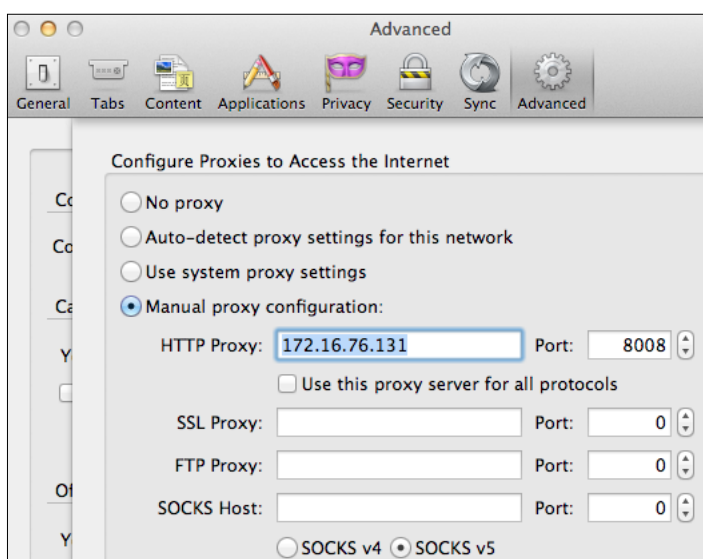 Advanced
General Tabs Content Applications Privacy Security Sync Advanced
Configure Proxies to Access the Internet
No proxy
Auto-detect proxy settings for this network
Use system proxy settings
Manual proxy configuration:
HTTP Proxy: 172.16.76.131 Port: 8008
Use this proxy server for all protocols
SSL Proxy: Port: 0
FTP Proxy: Port: 0
SOCKS Host: Port: 0
SOCKS v4 SOCKS v5